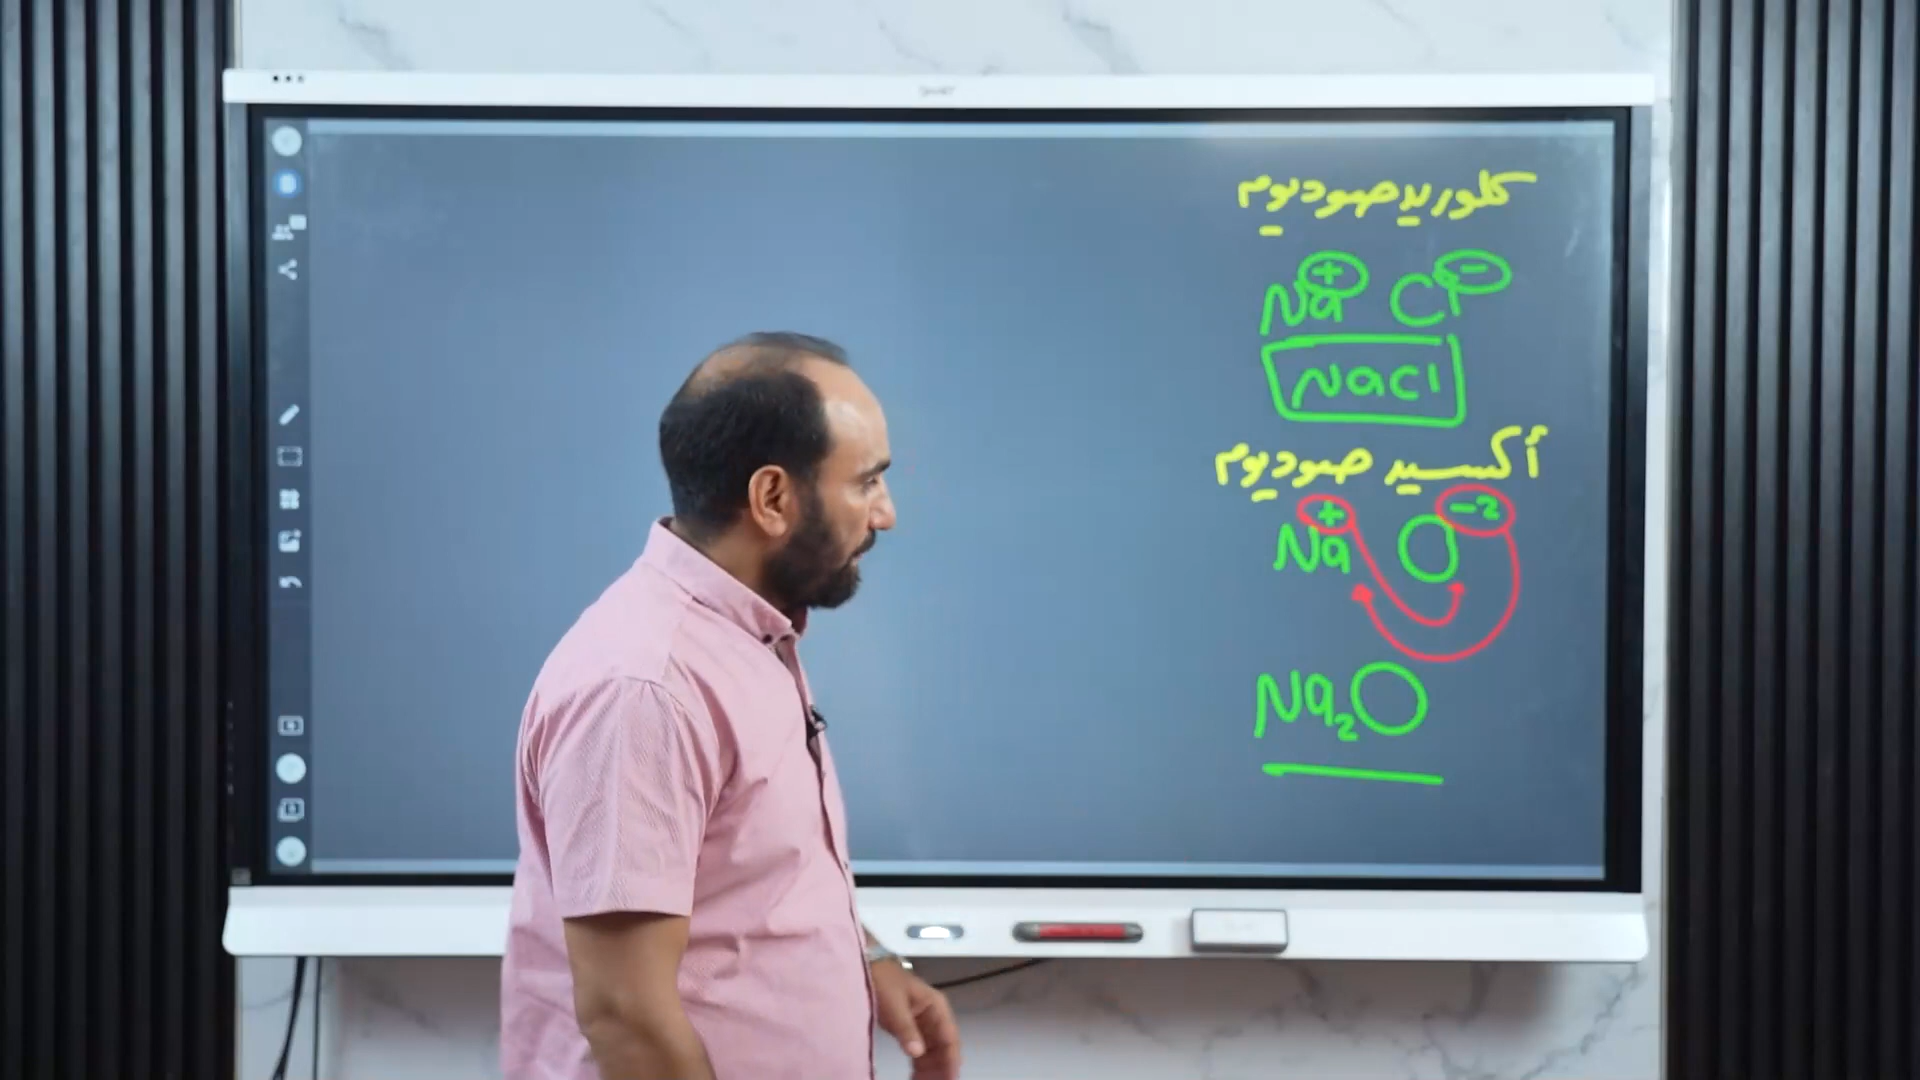 كلوريد صوديوم
Na+ Cl-
NaCl
أكسيد صوديوم
Na+ O-2
Na2O